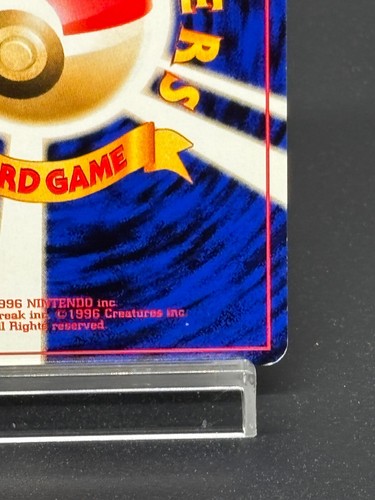 ERS
RD GAME
996 NINTENDO inc.
reak inc. ©1996 Creatures inc.
ll Rights reserved.